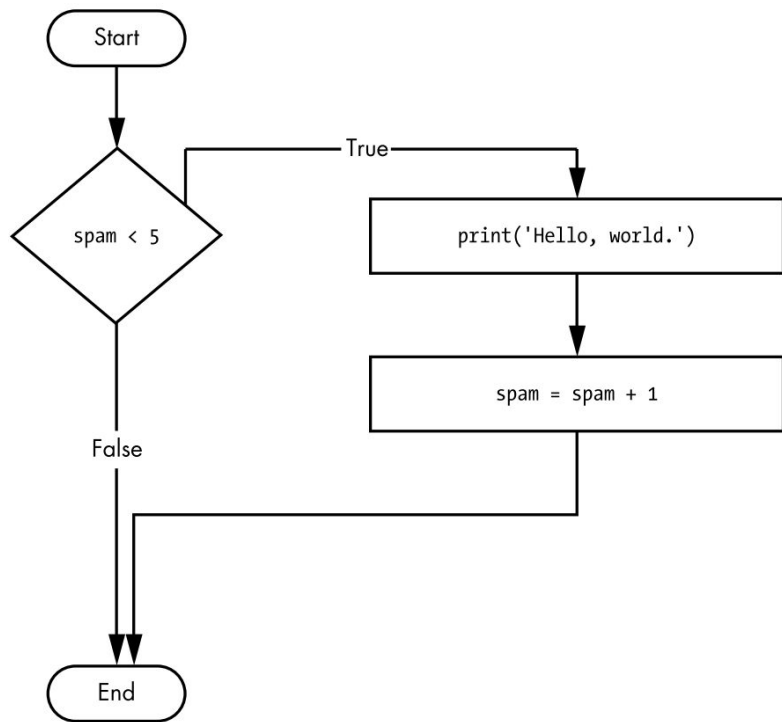 Start
True
spam < 5
print('Hello, world.')
spam = spam + 1
False
End